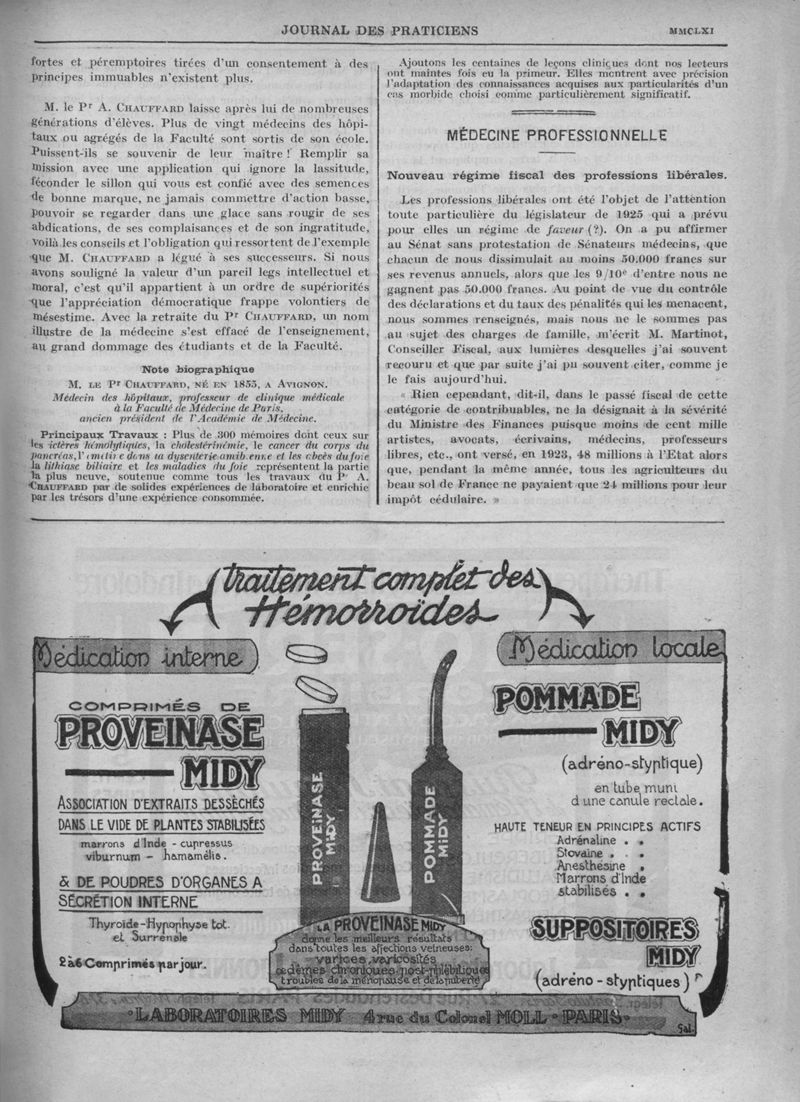 JOURNAL DES PRATICIENS
MMCLXI
fortes et péremptoires tirées d'un consentement à des
principes immuables n'existent plus.
M. le Pr A. CHAUFFARD laisse après lui de nombreuses
générations d'élèves. Plus de vingt médecins des hôpi-
taux ou agrégés de la Faculté sont sortis de son école.
Puissent-ils se souvenir de leur maître ! Remplir sa
mission avec une application qui ignore la lassitude,
féconder le sillon qui vous est confié avec des semences
de bonne marque, ne jamais commettre d'action basse,
pouvoir se regarder dans une glace sans rougir de ses
abdications, de ses complaisances et de son ingratitude,
voilà les conseils et l'obligation qui ressortent de l'exemple
que M. CHAUFFARD a légué à ses successeurs. Si nous
avons souligné la valeur d'un pareil legs intellectuel et
moral, c'est qu'il appartient à un ordre de supériorités
que l'appréciation démocratique frappe volontiers de
mésestime. Avec la retraite du Pr CHAUFFARD, un nom
illustre de la médecine s'est effacé de l'enseignement,
au grand dommage des étudiants et de la Faculté.
Note biographique
M. LE Pr CHAUFFARD, NÉ EN 1855, A AVIGNON.
Médecin des hôpitaux, professeur de clinique médicale
à la Faculté de Médecine de Paris,
ancien président de l'Académie de Médecine.
Principaux Travaux : Plus de 300 mémoires dont ceux sur
les ictères hémolytiques, la cholestérinémie, le cancer du corps du
pancréas, l'émétine dans la dysenterie amibienne et les abcès du foie
la lithiase biliaire et les maladies du foie représentent la partie
la plus neuve, soutenue comme tous les travaux du Pr A.
CHAUFFARD par de solides expériences de laboratoire et enrichie
par les trésors d'une expérience consommée.
Ajoutons les centaines de leçons cliniques dont nos lecteurs
ont maintes fois eu la primeur. Elles montrent avec précision
l'adaptation des connaissances acquises aux particularités d'un
cas morbide choisi comme particulièrement significatif.
MÉDECINE PROFESSIONNELLE
Nouveau régime fiscal des professions libérales.
Les professions libérales ont été l'objet de l'attention
toute particulière du législateur de 1925 qui a prévu
pour elles un régime de faveur (?). On a pu affirmer
au Sénat sans protestation de Sénateurs médecins, que
chacun de nous dissimulait au moins 50.000 francs sur
ses revenus annuels, alors que les 9/10e d'entre nous ne
gagnent pas 50.000 francs. Au point de vue du contrôle
des déclarations et du taux des pénalités qui les menacent,
nous sommes renseignés, mais nous ne le sommes pas
au sujet des charges de famille, m'écrit M. Martinot,
Conseiller Fiscal, aux lumières desquelles j'ai souvent
recouru et que par suite j'ai pu souvent citer, comme je
le fais aujourd'hui.
« Rien cependant, dit-il, dans le passé fiscal de cette
catégorie de contribuables, ne la désignait à la sévérité
du Ministre des Finances puisque moins de cent mille
artistes, avocats, écrivains, médecins, professeurs
libres, etc., ont versé, en 1923, 48 millions à l'Etat alors
que, pendant la même année, tous les agriculteurs du
beau sol de France ne payaient que 24 millions pour leur
impôt cédulaire. »
traitement complet des
Hémorroïdes
Médication interne
COMPRIMÉS DE
PROVEINASE
MIDY
ASSOCIATION D'EXTRAITS DESSÈCHÉS
DANS LE VIDE DE PLANTES STABILISÉES
marrons d'Inde - cupressus
viburnum - hamamélis.
& DE POUDRES D'ORGANES A
SÉCRÉTION INTERNE
Thyroïde-Hypophyse tot.
et Surrénale
2 à 6 Comprimés par jour.
PROVEINASE
MIDY
POMMADE
MIDY
LA PROVEINASE MIDY
donne les meilleurs résultats
dans toutes les affections veineuses:
varices, varicosités
œdèmes chroniques post-phlébitiques
troubles de la ménopause et de la puberté
Médication locale
POMMADE
MIDY
(adréno-styptique)
en tube muni
d'une canule rectale.
HAUTE TENEUR EN PRINCIPES ACTIFS
Adrénaline . .
Stovaine . . .
Anesthésine .
Marrons d'Inde
stabilisés . .
SUPPOSITOIRES
MIDY
(adréno-styptiques)
LABORATOIRES MIDY 4 rue du Colonel MOLL - PARIS
Gal.